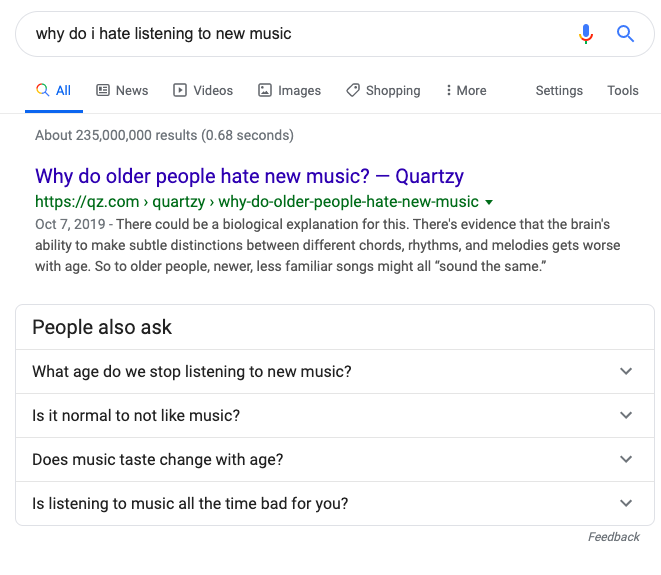 why do i hate listening to new music
All News Videos Images Shopping More Settings Tools
About 235,000,000 results (0.68 seconds)
Why do older people hate new music? — Quartzy
https://qz.com › quartzy › why-do-older-people-hate-new-music
Oct 7, 2019 - There could be a biological explanation for this. There's evidence that the brain's
ability to make subtle distinctions between different chords, rhythms, and melodies gets worse
with age. So to older people, newer, less familiar songs might all “sound the same.”
People also ask
What age do we stop listening to new music?
Is it normal to not like music?
Does music taste change with age?
Is listening to music all the time bad for you?
Feedback